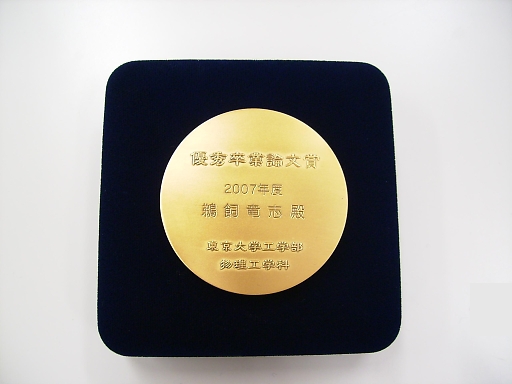 優秀卒業論文賞
2007年度
鵜飼竜志殿
東京大学工学部
物理工学科